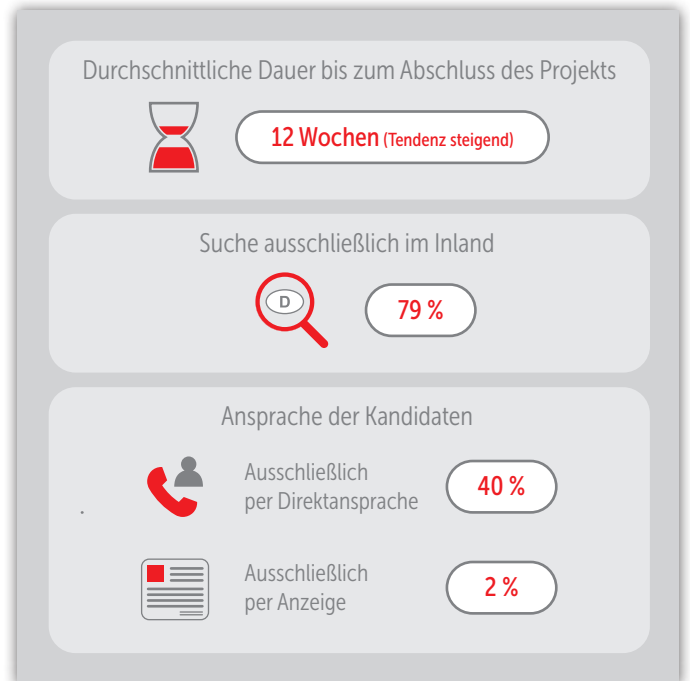 Durchschnittliche Dauer bis zum Abschluss des Projekts
12 Wochen (Tendenz steigend)
Suche ausschließlich im Inland
D
79 %
Ansprache der Kandidaten
Ausschließlich
per Direktansprache
40 %
Ausschließlich
per Anzeige
2 %